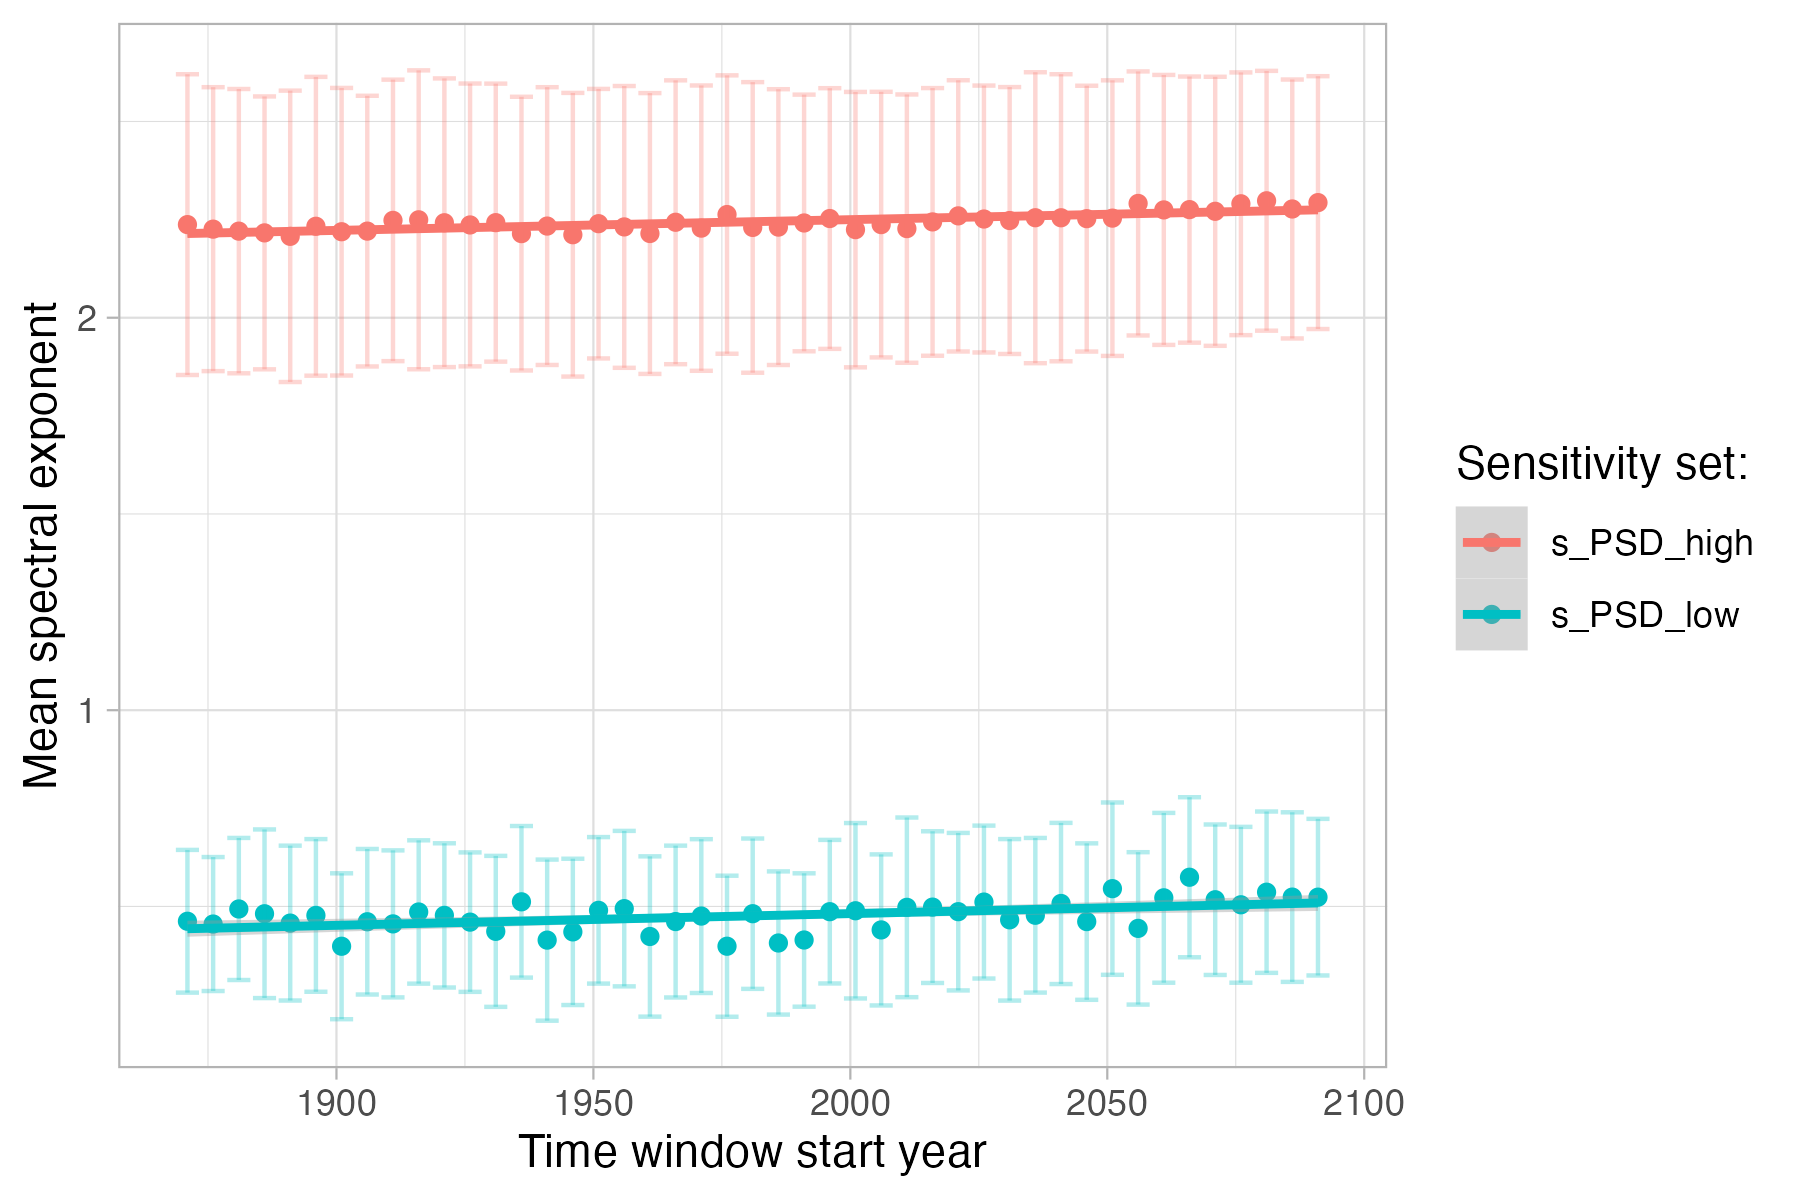 Mean spectral exponent
2
1
1900
1950
2000
2050
2100
Time window start year
Sensitivity set:
s_PSD_high
s_PSD_low